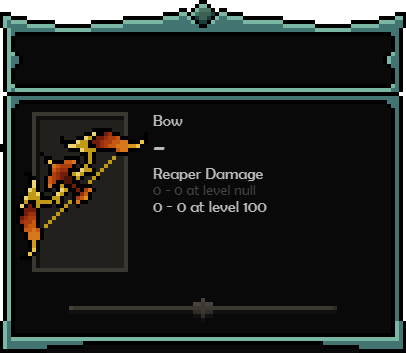 Bow
–
Reaper Damage
0 - 0 at level null
0 - 0 at level 100